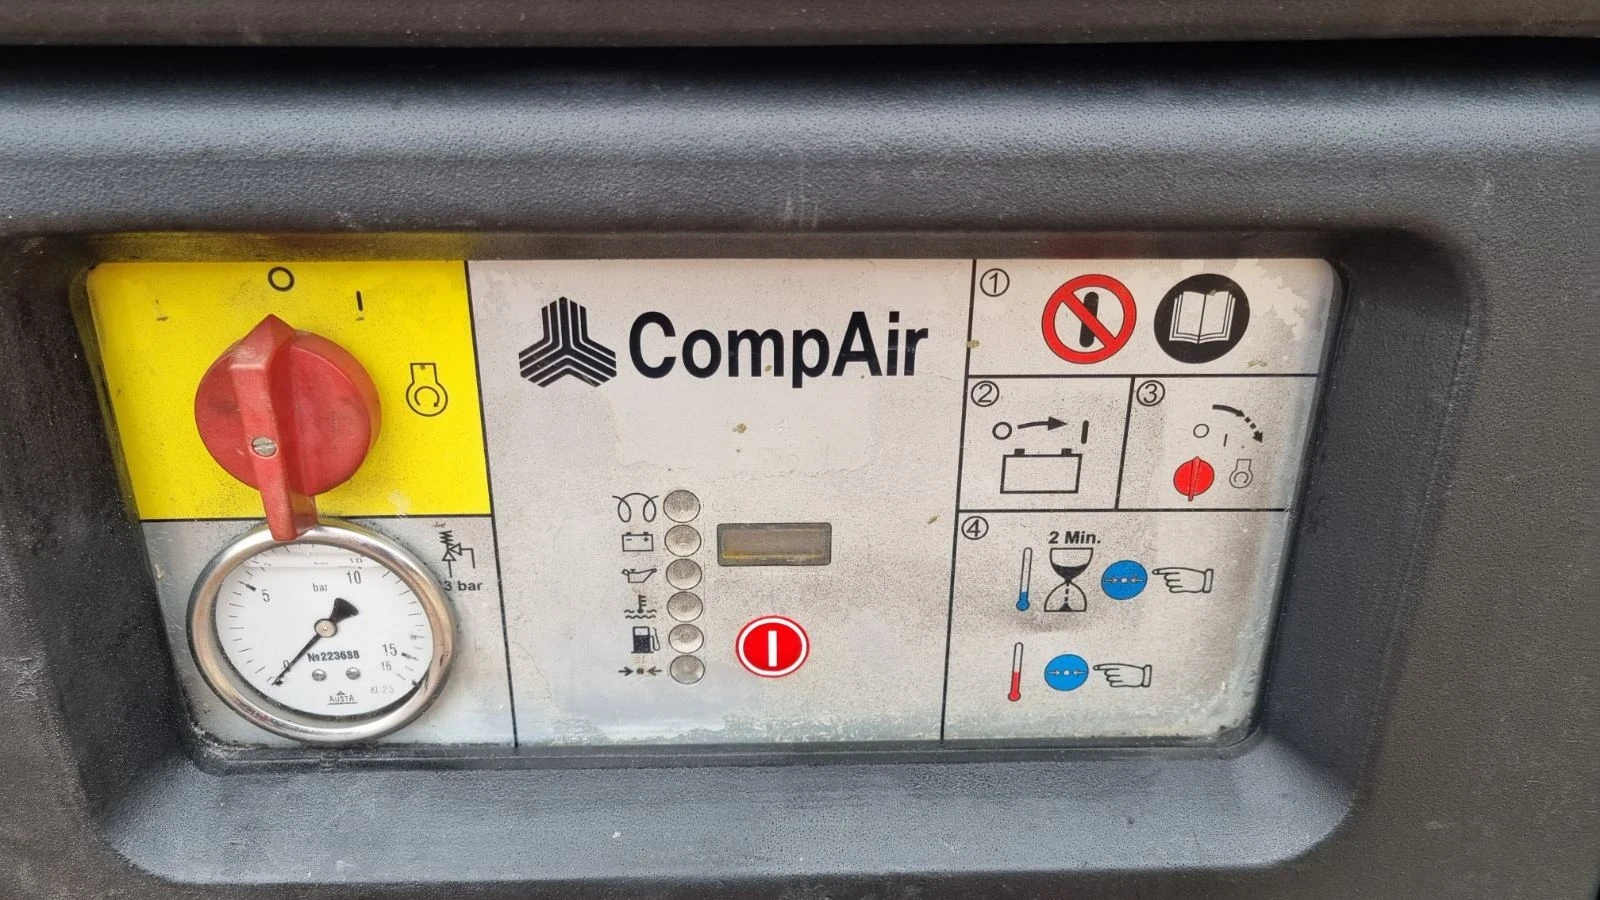 O
I
CompAir
5
bar
10
15
16
0
№223698
AUSTA
KL 2.5
3 bar
1
2
O I
3
O I
4
2 Min.